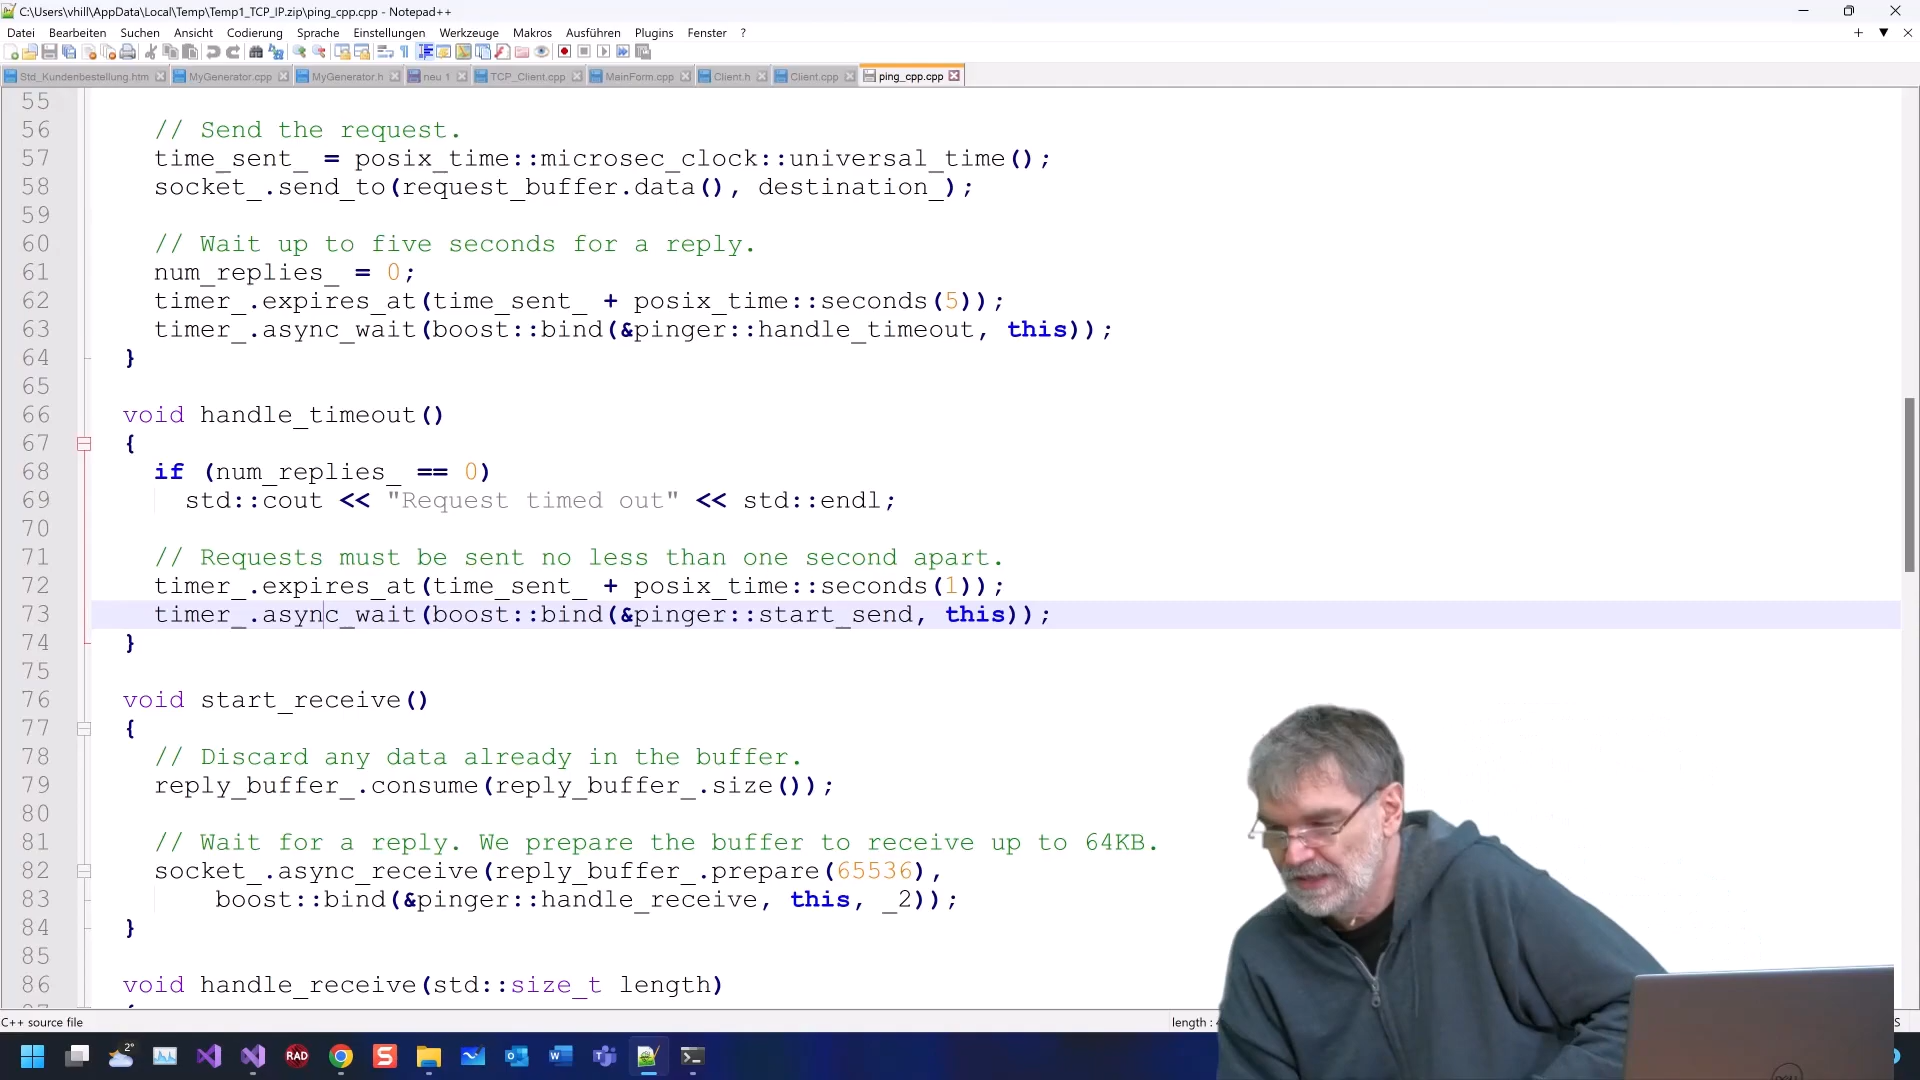 C:\Users\vhill\AppData\Local\Temp\Temp1_TCP_IP.zip\ping_cpp.cpp - Notepad++
Datei Bearbeiten Suchen Ansicht Codierung Sprache Einstellungen Werkzeuge Makros Ausführen Plugins Fenster ?
Std_Kundenbestellung.htm MyGenerator.cpp MyGenerator.h neu 1 TCP_Client.cpp MainForm.cpp Client.h Client.cpp ping_cpp.cpp
55
56 // Send the request.
57 time_sent_ = posix_time::microsec_clock::universal_time();
58 socket_.send_to(request_buffer.data(), destination_);
59
60 // Wait up to five seconds for a reply.
61 num_replies_ = 0;
62 timer_.expires_at(time_sent_ + posix_time::seconds(5));
63 timer_.async_wait(boost::bind(&pinger::handle_timeout, this));
64 }
65
66 void handle_timeout()
67 {
68 if (num_replies_ == 0)
69 std::cout << "Request timed out" << std::endl;
70
71 // Requests must be sent no less than one second apart.
72 timer_.expires_at(time_sent_ + posix_time::seconds(1));
73 timer_.async_wait(boost::bind(&pinger::start_send, this));
74 }
75
76 void start_receive()
77 {
78 // Discard any data already in the buffer.
79 reply_buffer_.consume(reply_buffer_.size());
80
81 // Wait for a reply. We prepare the buffer to receive up to 64KB.
82 socket_.async_receive(reply_buffer_.prepare(65536),
83 boost::bind(&pinger::handle_receive, this, _2));
84 }
85
86 void handle_receive(std::size_t length)
C++ source file length :
2°
RAD
DELL